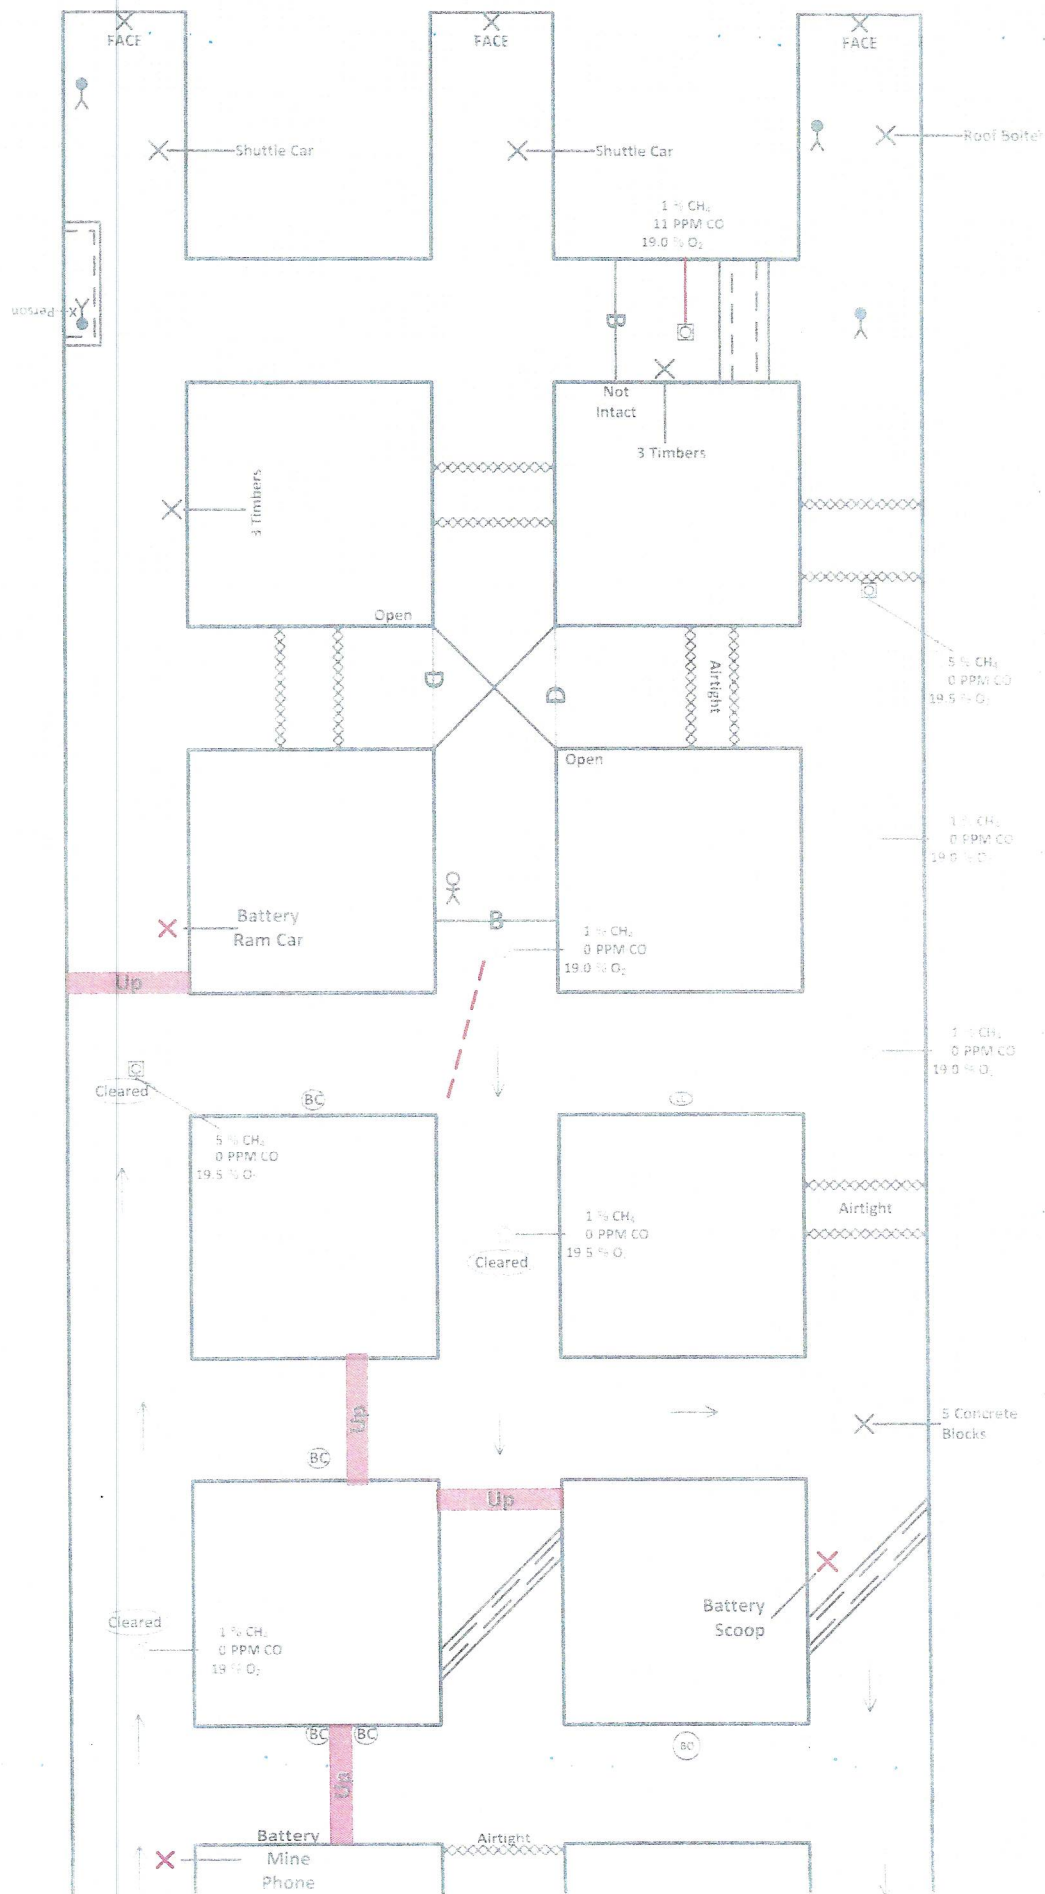 FACE
FACE
FACE
Shuttle Car
Shuttle Car
Roof Bolter
1 % CH₄
11 PPM CO
19.0 % O₂
Person
B
Not
Intact
3 Timbers
3 Timbers
Open
D
D
Airtight
5 % CH₄
0 PPM CO
19.5 % O₂
Open
1 % CH₄
0 PPM CO
19.0 %
Battery
Ram Car
B
1 % CH₄
0 PPM CO
19.0 % O₂
Up
1 % CH₄
0 PPM CO
19.0 % O₂
Cleared
BC
5 % CH₄
0 PPM CO
19.5 % O₂
Airtight
1 % CH₄
0 PPM CO
19.5 % O₂
Cleared
Up
5 Concrete
Blocks
BC
Up
Battery
Scoop
Cleared
1 % CH₄
0 PPM CO
19 % O₂
BC
BC
BC
Up
Battery
Mine
Phone
Airtight